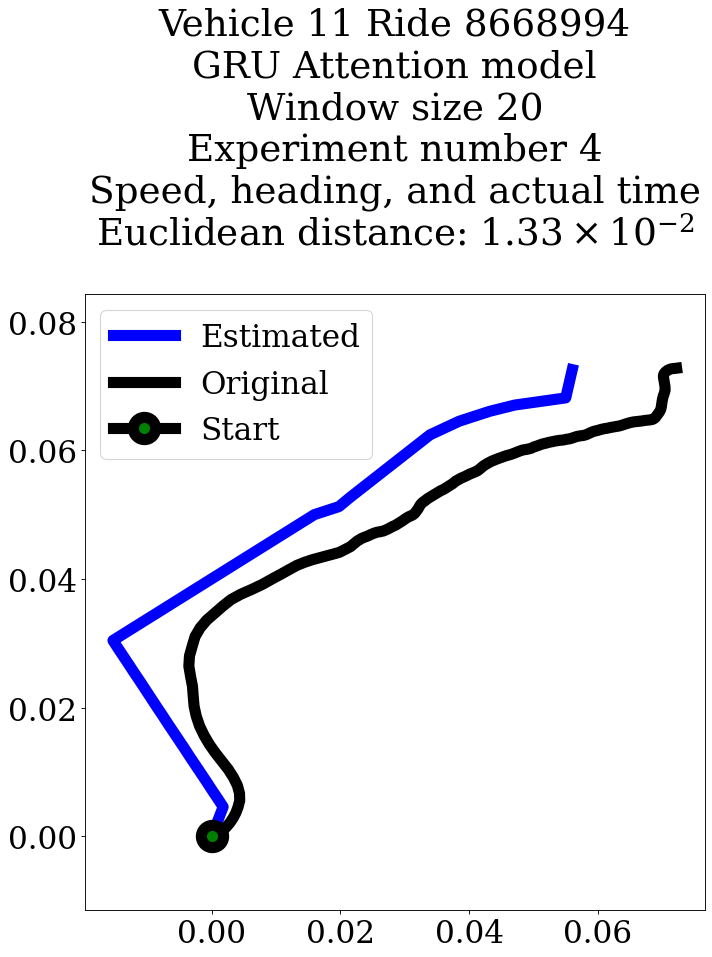 Vehicle 11 Ride 8668994
GRU Attention model
Window size 20
Experiment number 4
Speed, heading, and actual time
Euclidean distance: 1.33 × 10⁻²
Estimated
Original
Start
0.08
0.06
0.04
0.02
0.00
0.00 0.02 0.04 0.06